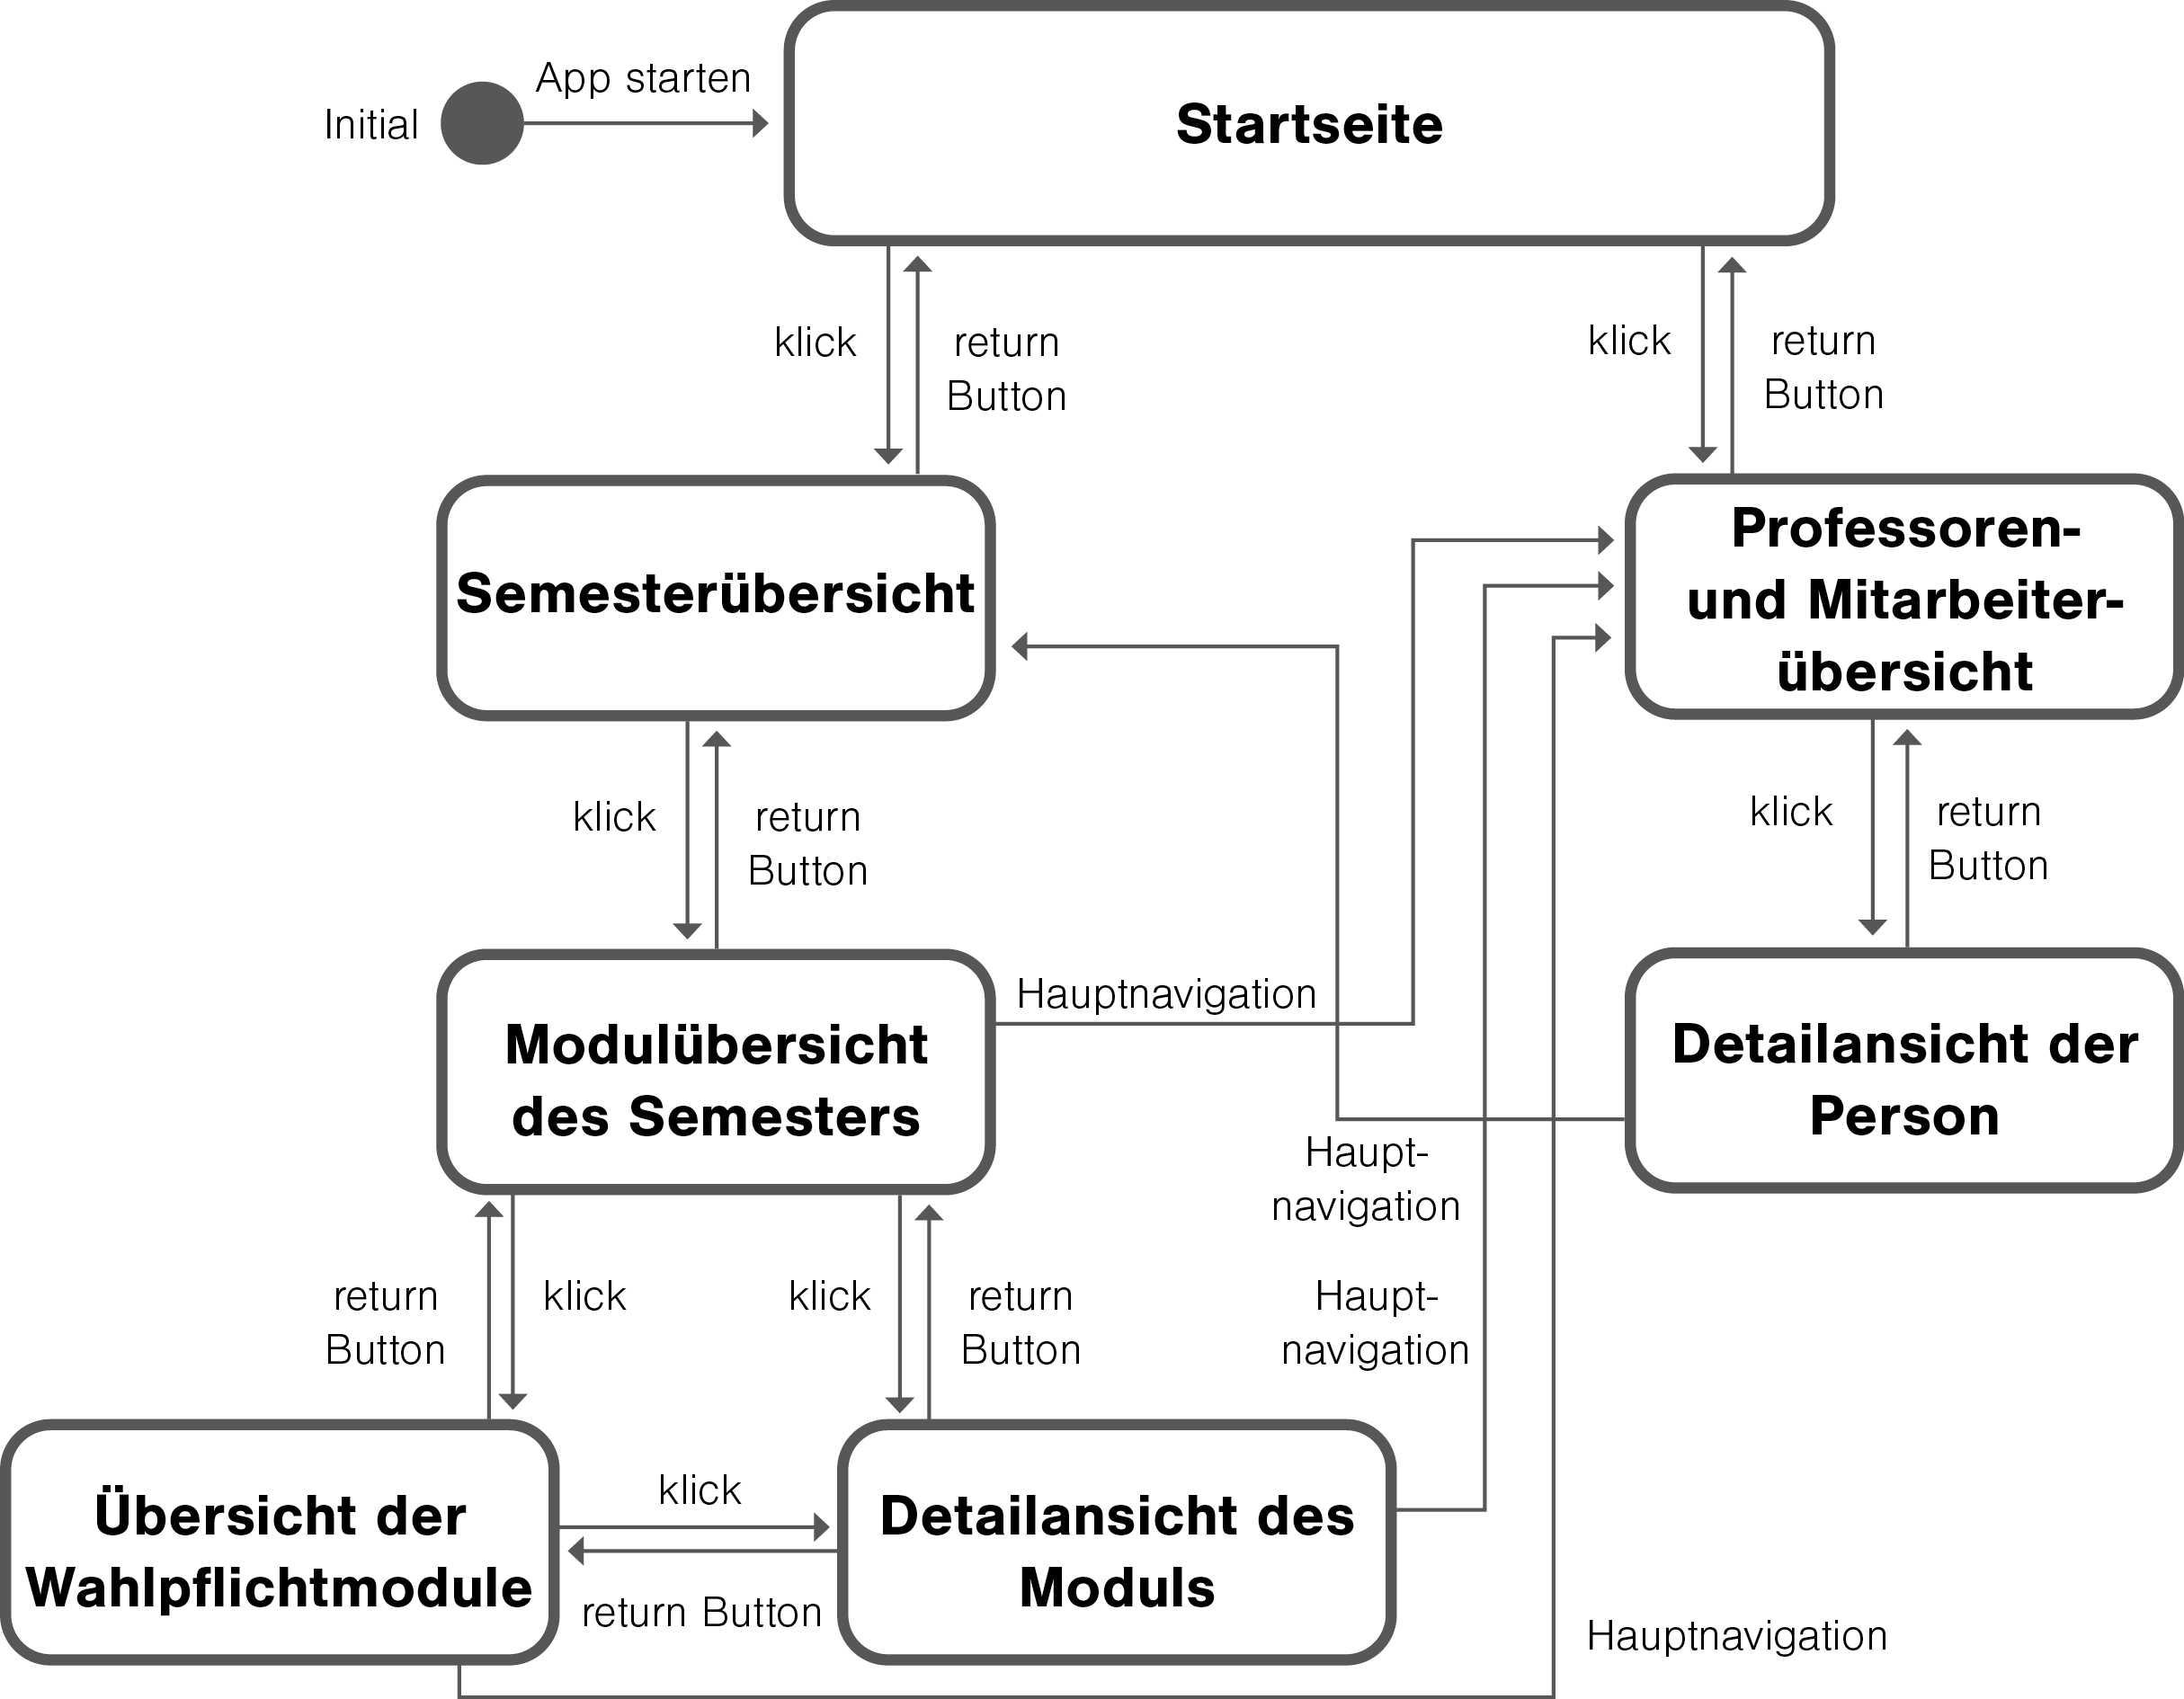 App starten
Initial
Startseite
klick
return
Button
klick
return
Button
Semesterübersicht
Professoren-
und Mitarbeiter-
übersicht
klick
return
Button
klick
return
Button
Modulübersicht
des Semesters
Hauptnavigation
Detailansicht der
Person
Haupt-
navigation
return
Button
klick
klick
return
Button
Haupt-
navigation
Übersicht der
Wahlpflichtmodule
klick
return Button
Detailansicht des
Moduls
Hauptnavigation